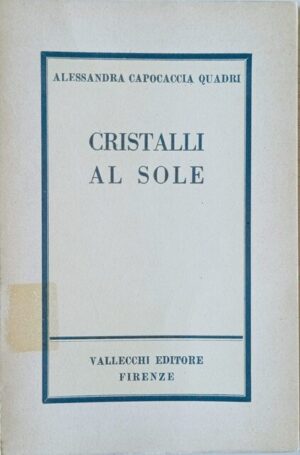 ALESSANDRA CAPOCACCIA QUADRI
CRISTALLI
AL SOLE
VALLECCHI EDITORE
FIRENZE